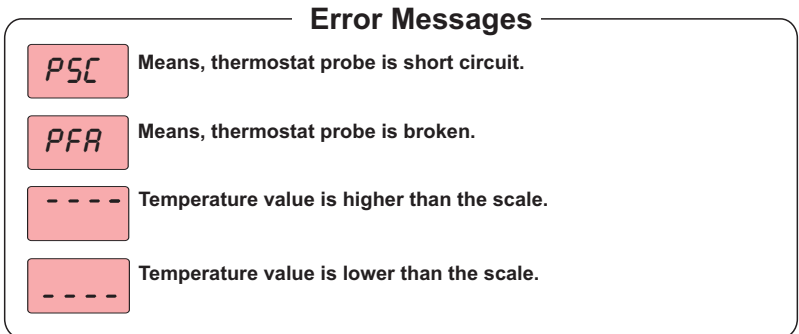 Error Messages
PSC Means, thermostat probe is short circuit.
PFA Means, thermostat probe is broken.
- - - - Temperature value is higher than the scale.
- - - - Temperature value is lower than the scale.